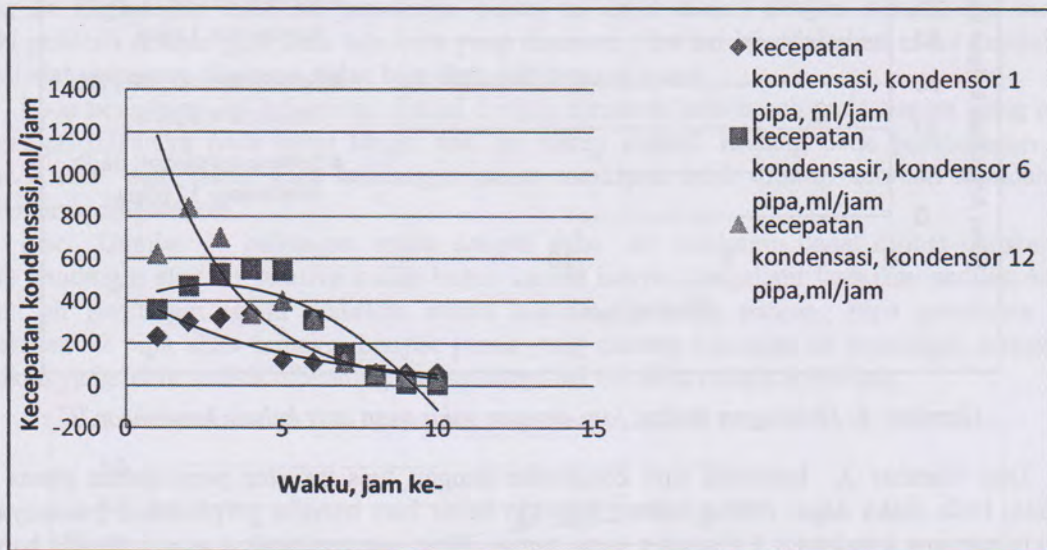 kecepatan
kondensasi, kondensor 1
pipa, ml/jam
kecepatan
kondensasir, kondensor 6
pipa,ml/jam
kecepatan
kondensasi, kondensor 12
pipa,ml/jam
Kecepatan kondensasi,ml/jam
1400
1200
1000
800
600
400
200
0
-200
0 5 10 15
Waktu, jam ke-